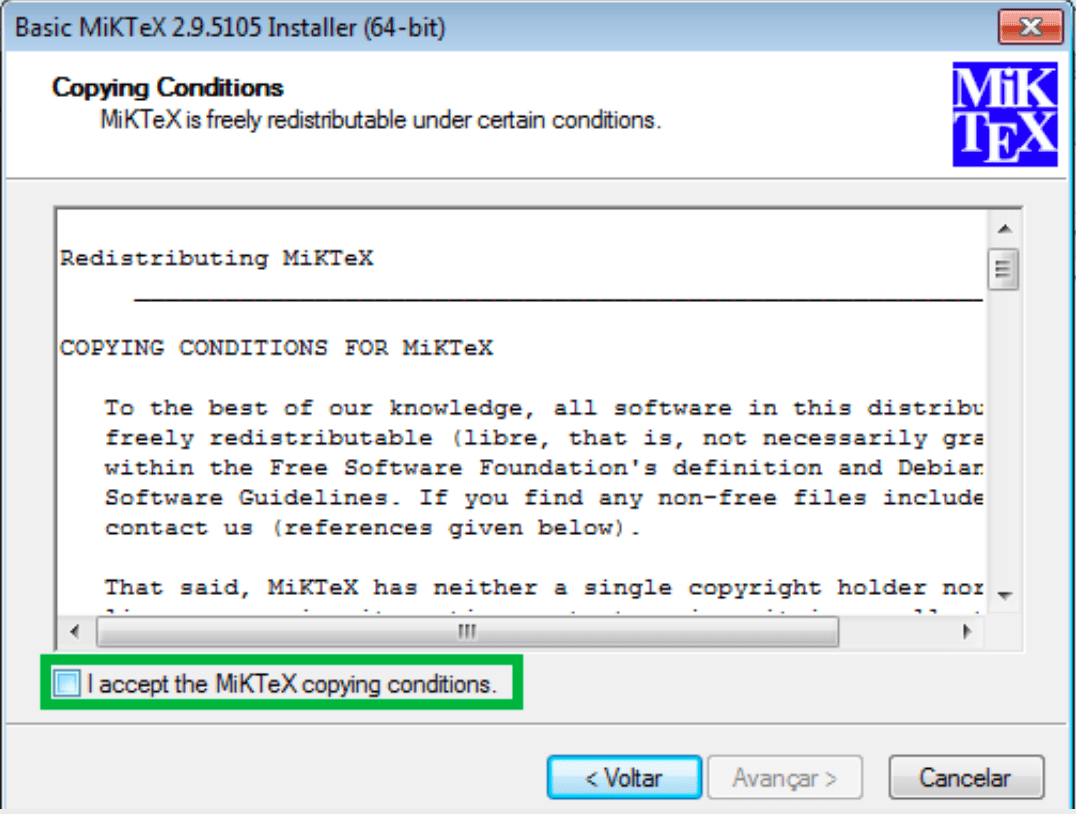 Basic MiKTeX 2.9.5105 Installer (64-bit)
Copying Conditions
MiKTeX is freely redistributable under certain conditions.
MiK
TEX
Redistributing MiKTeX
COPYING CONDITIONS FOR MiKTeX
To the best of our knowledge, all software in this distribu
freely redistributable (libre, that is, not necessarily gra
within the Free Software Foundation's definition and Debian
Software Guidelines. If you find any non-free files include
contact us (references given below).
That said, MiKTeX has neither a single copyright holder nor
I accept the MiKTeX copying conditions.
< Voltar
Avançar >
Cancelar